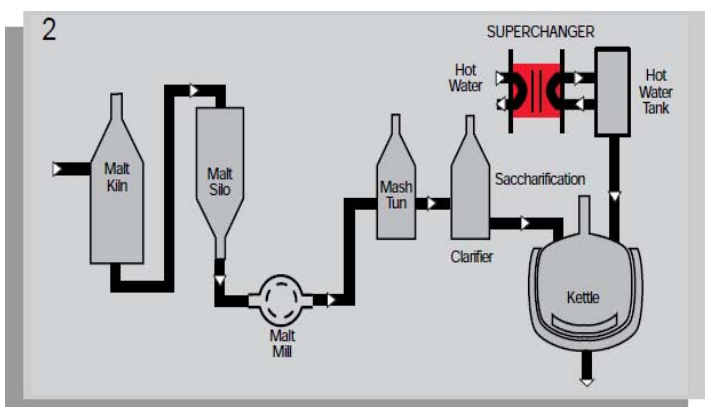 2
SUPERCHANGER
Hot
Water
Hot
Water
Tank
Malt
Kiln
Malt
Silo
Mash
Tun
Saccharification
Clarifier
Kettle
Malt
Mill